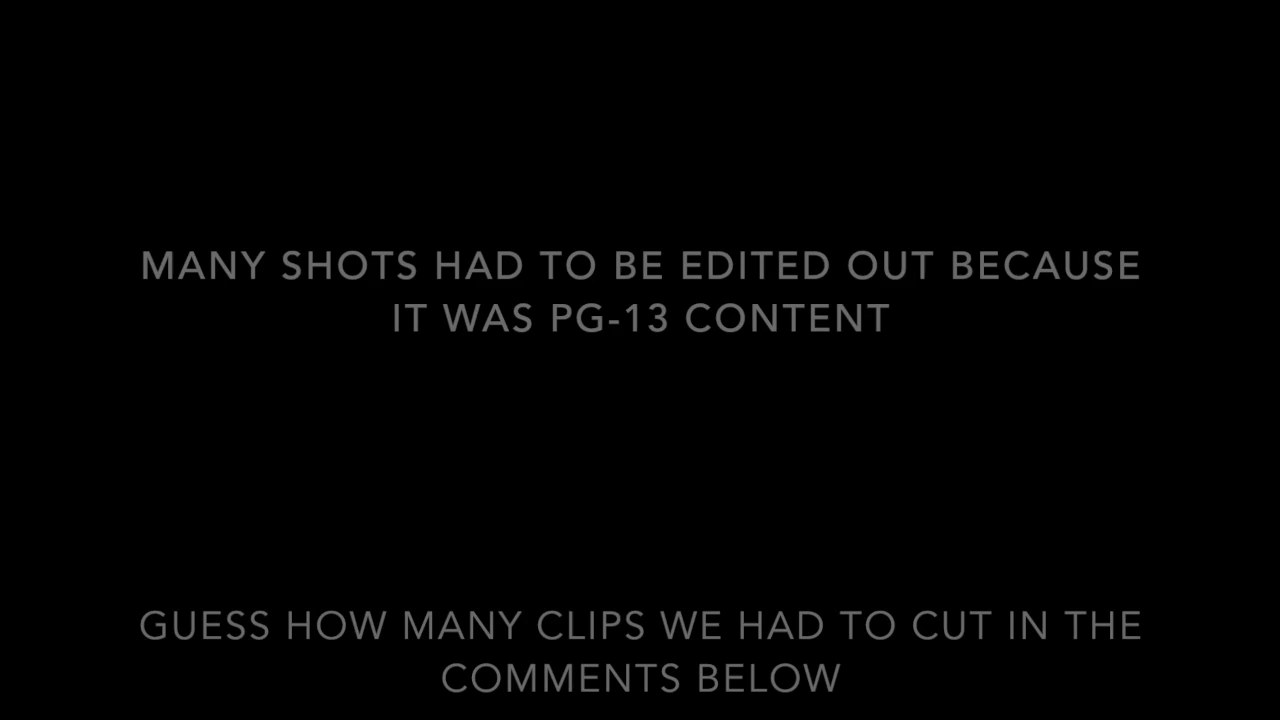 MANY SHOTS HAD TO BE EDITED OUT BECAUSE
IT WAS PG-13 CONTENT
GUESS HOW MANY CLIPS WE HAD TO CUT IN THE
COMMENTS BELOW